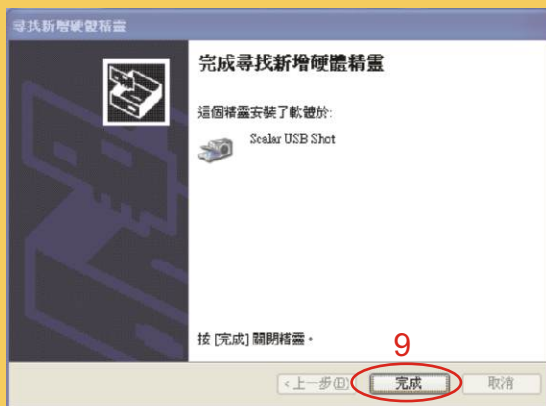 尋找新增硬體精靈
完成尋找新增硬體精靈
這個精靈安裝了軟體於:
Scalar USB Shot
按 [完成] 關閉精靈。
9
<上一步(B) 完成 取消